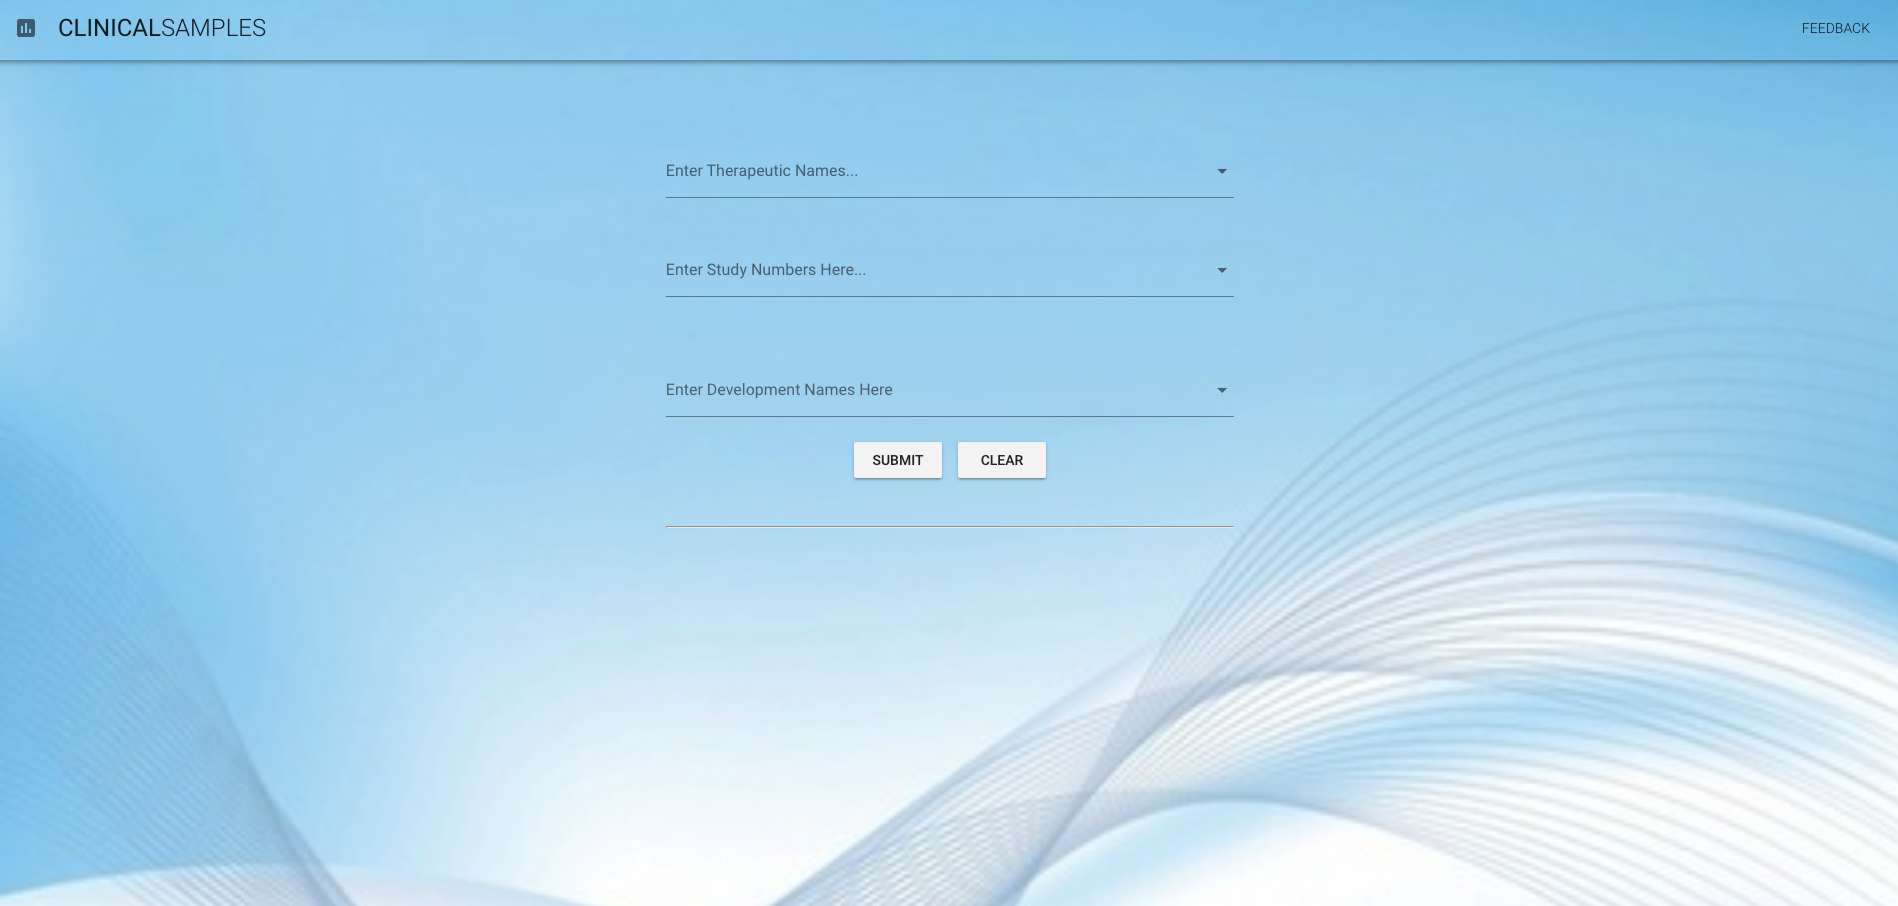 CLINICALSAMPLES
FEEDBACK
Enter Therapeutic Names...
Enter Study Numbers Here...
Enter Development Names Here
SUBMIT
CLEAR